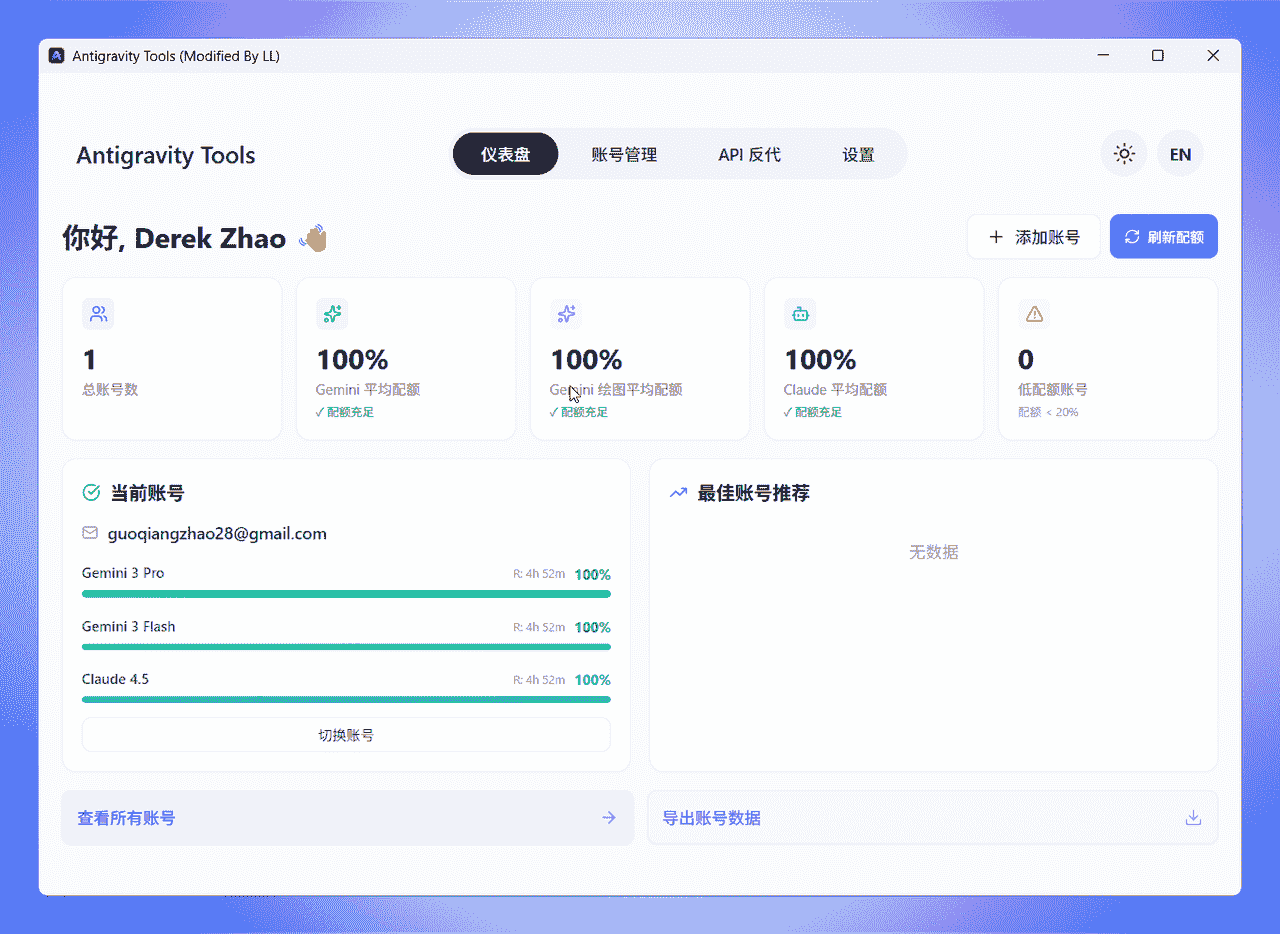 Antigravity Tools (Modified By LL)
Antigravity Tools
仪表盘 账号管理 API 反代 设置
EN
你好, Derek Zhao 👋
添加账号
刷新配额
1
总账号数
100%
Gemini 平均配额
✓ 配额充足
100%
Gemini 绘图平均配额
✓ 配额充足
100%
Claude 平均配额
✓ 配额充足
0
低配额账号
配额 < 20%
当前账号
guoqiangzhao28@gmail.com
Gemini 3 Pro R: 4h 52m 100%
Gemini 3 Flash R: 4h 52m 100%
Claude 4.5 R: 4h 52m 100%
切换账号
最佳账号推荐
无数据
查看所有账号
导出账号数据